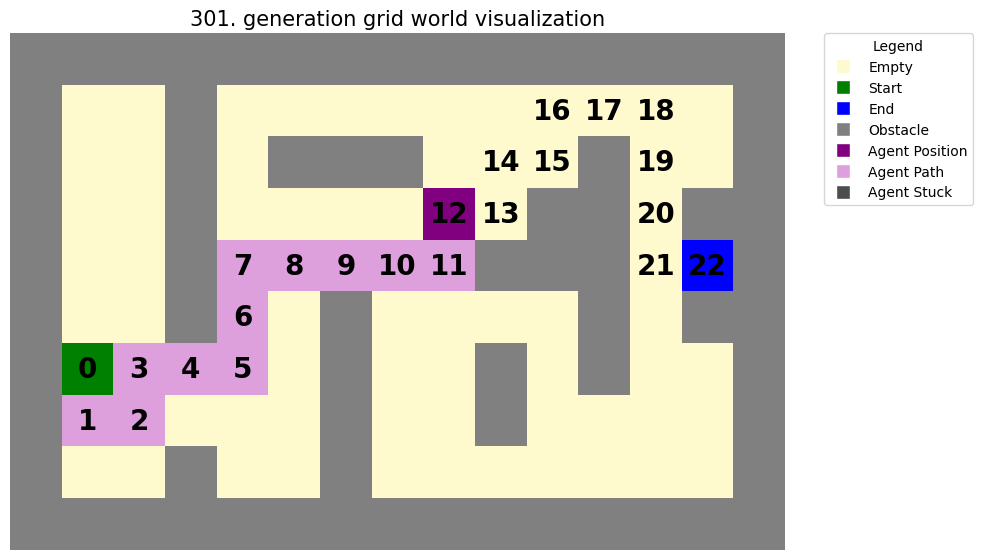 301. generation grid world visualization
16 17 18
14 15 19
12 13 20
7 8 9 10 11 21 22
6
0 3 4 5
1 2
Legend
Empty
Start
End
Obstacle
Agent Position
Agent Path
Agent Stuck